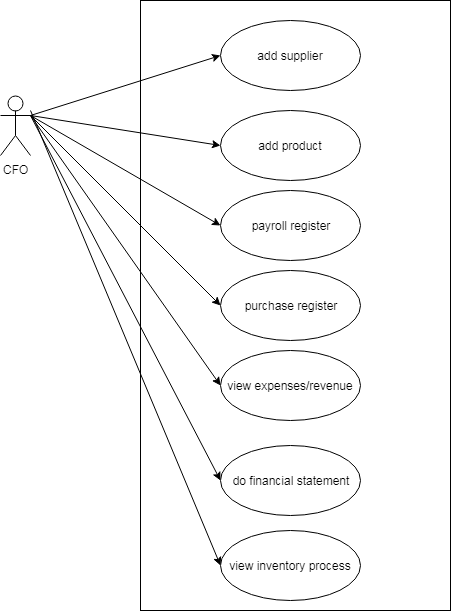 add supplier
add product
CFO
payroll register
purchase register
view expenses/revenue
do financial statement
view inventory process